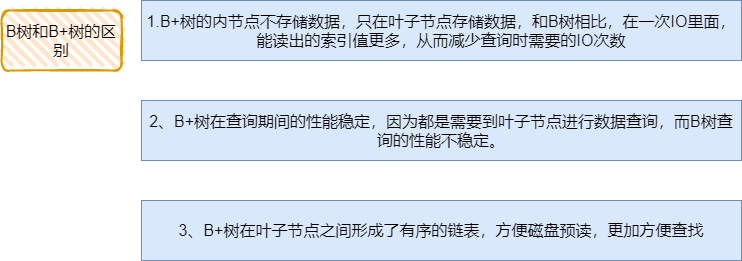 B树和B+树的区
别
1.B+树的内节点不存储数据，只在叶子节点存储数据，和B树相比，在一次IO里面，
能读出的索引值更多，从而减少查询时需要的IO次数
2、B+树在查询期间的性能稳定，因为都是需要到叶子节点进行数据查询，而B树查
询的性能不稳定。
3、B+树在叶子节点之间形成了有序的链表，方便磁盘预读，更加方便查找